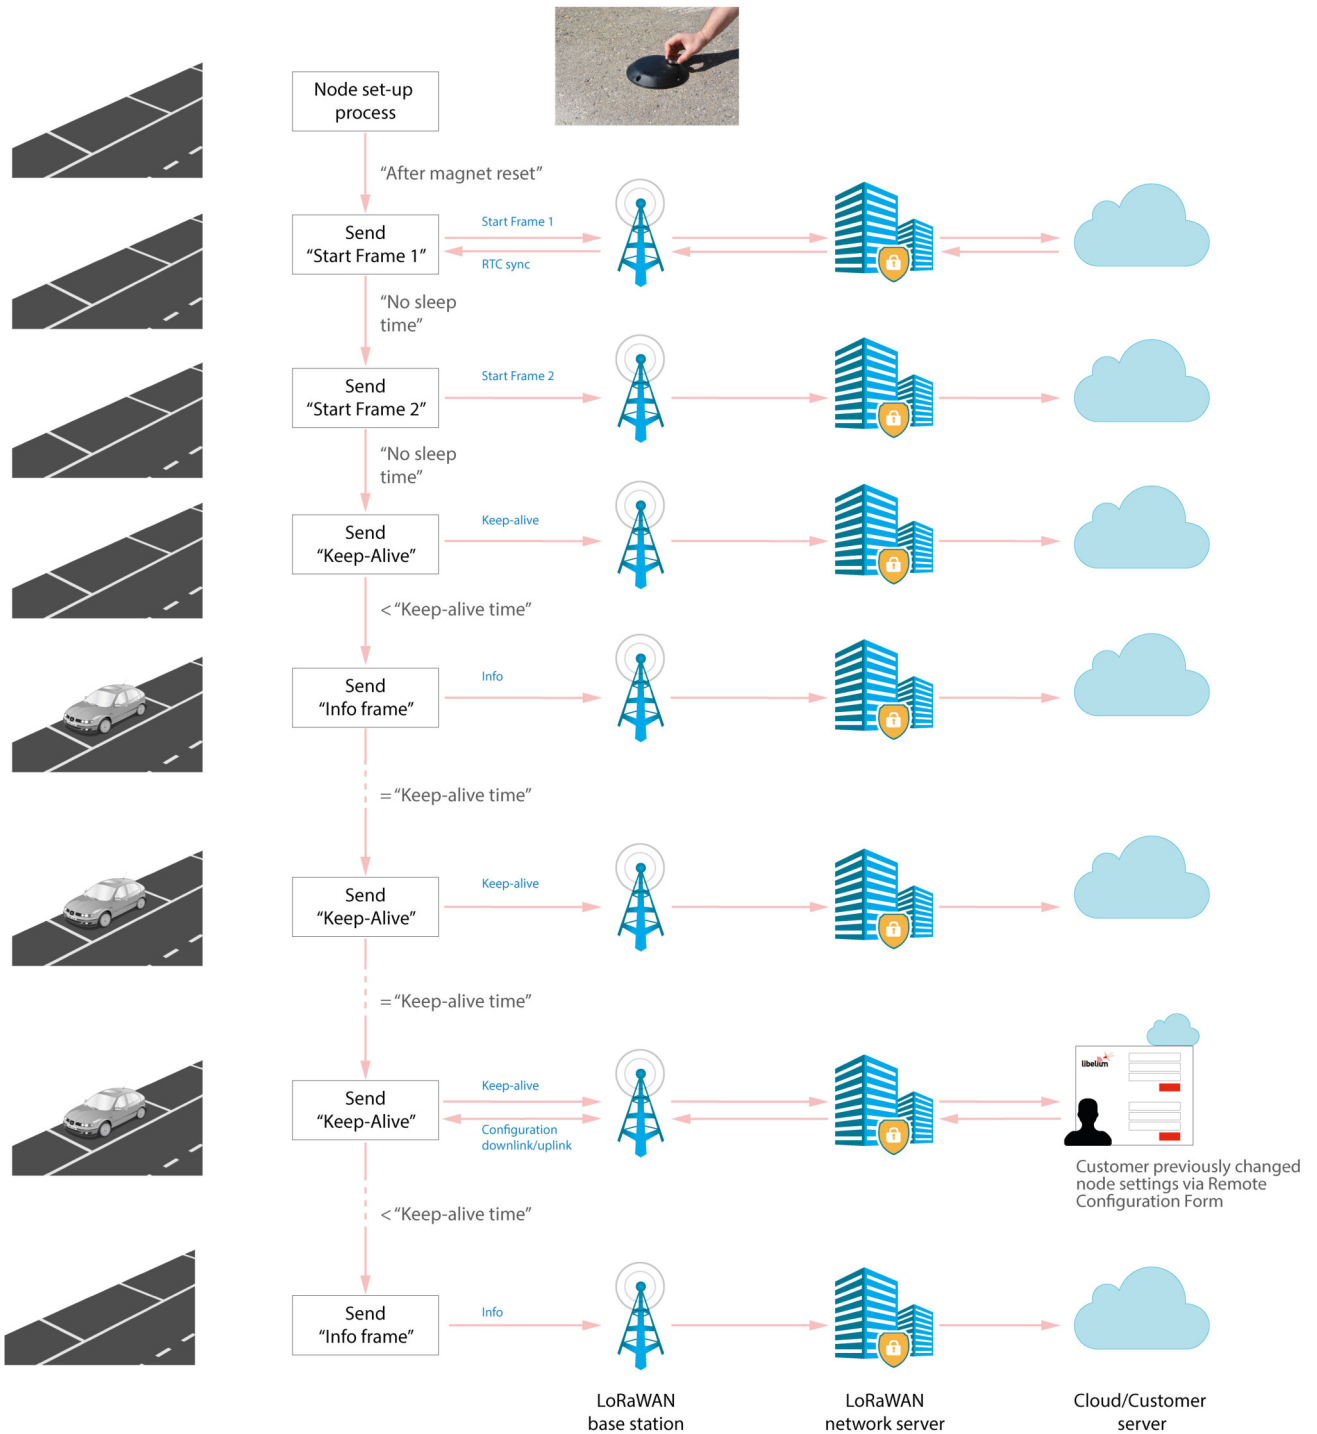 Node set-up
process
“After magnet reset”
Send
“Start Frame 1”
Start Frame 1
RTC sync
“No sleep
time”
Send
“Start Frame 2”
Start Frame 2
“No sleep
time”
Send
“Keep-Alive”
Keep-alive
< “Keep-alive time”
Send
“Info frame”
Info
= “Keep-alive time”
Send
“Keep-Alive”
Keep-alive
= “Keep-alive time”
Send
“Keep-Alive”
Keep-alive
Configuration
downlink/uplink
libelium
Customer previously changed
node settings via Remote
Configuration Form
< “Keep-alive time”
Send
“Info frame”
Info
LoRaWAN
base station
LoRaWAN
network server
Cloud/Customer
server